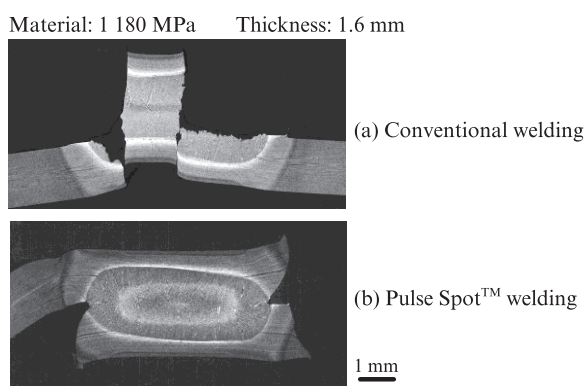 Material: 1 180 MPa Thickness: 1.6 mm
(a) Conventional welding
(b) Pulse Spot™ welding
1 mm